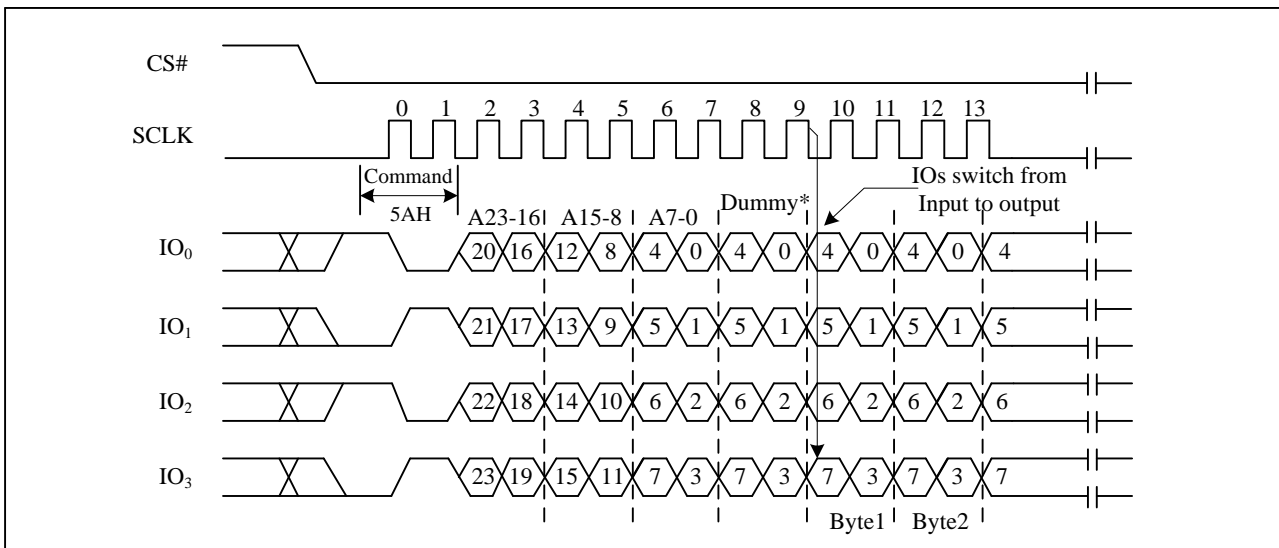 CS#
0 1 2 3 4 5 6 7 8 9 10 11 12 13
SCLK
Command
IOs switch from
5AH
A23-16 A15-8 A7-0 Dummy* Input to output
IO₀ 20 16 12 8 4 0 4 0 4 0 4 0 4
IO₁ 21 17 13 9 5 1 5 1 5 1 5 1 5
IO₂ 22 18 14 10 6 2 6 2 6 2 6 2 6
IO₃ 23 19 15 11 7 3 7 3 7 3 7 3 7
Byte1 Byte2